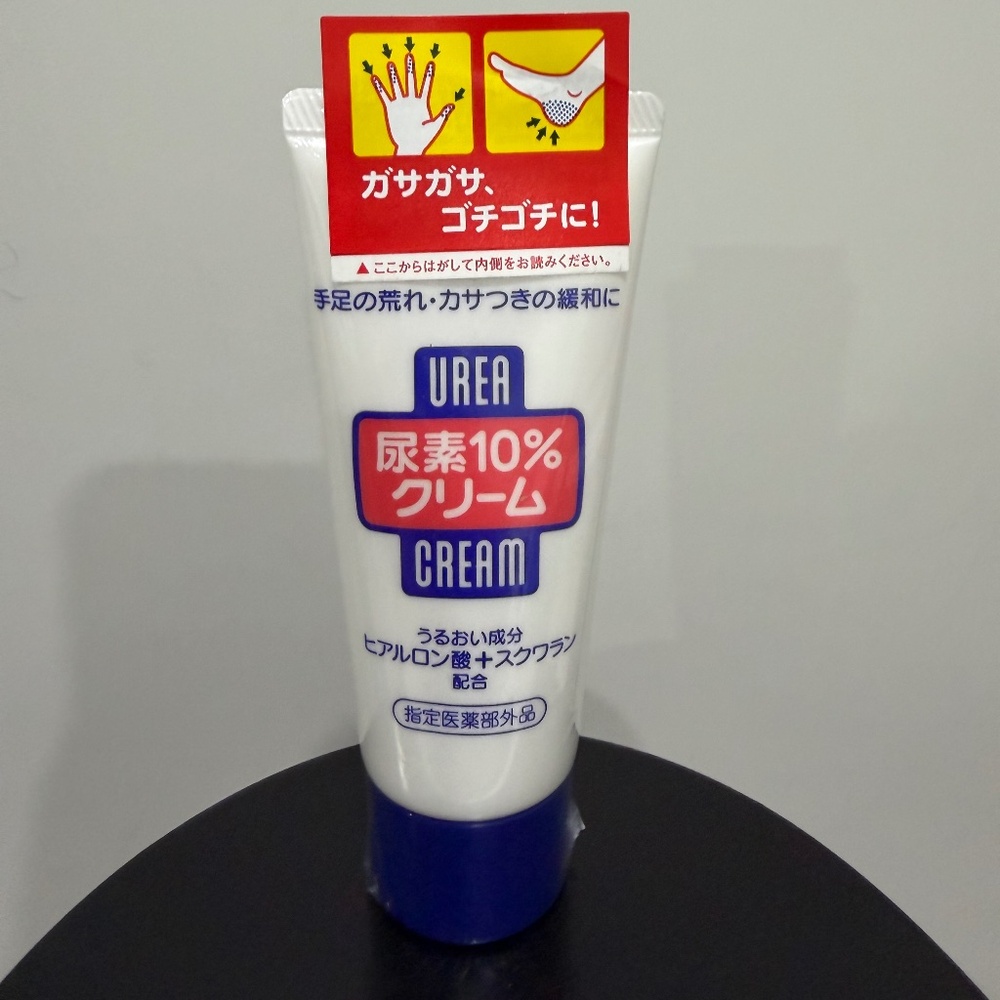 ガサガサ、
ゴチゴチに!
▲ここからはがして内側をお読みください。
手足の荒れ・カサつきの緩和に
UREA
尿素10%
クリーム
CREAM
うるおい成分
ヒアルロン酸+スクワラン
配合
指定医薬部外品